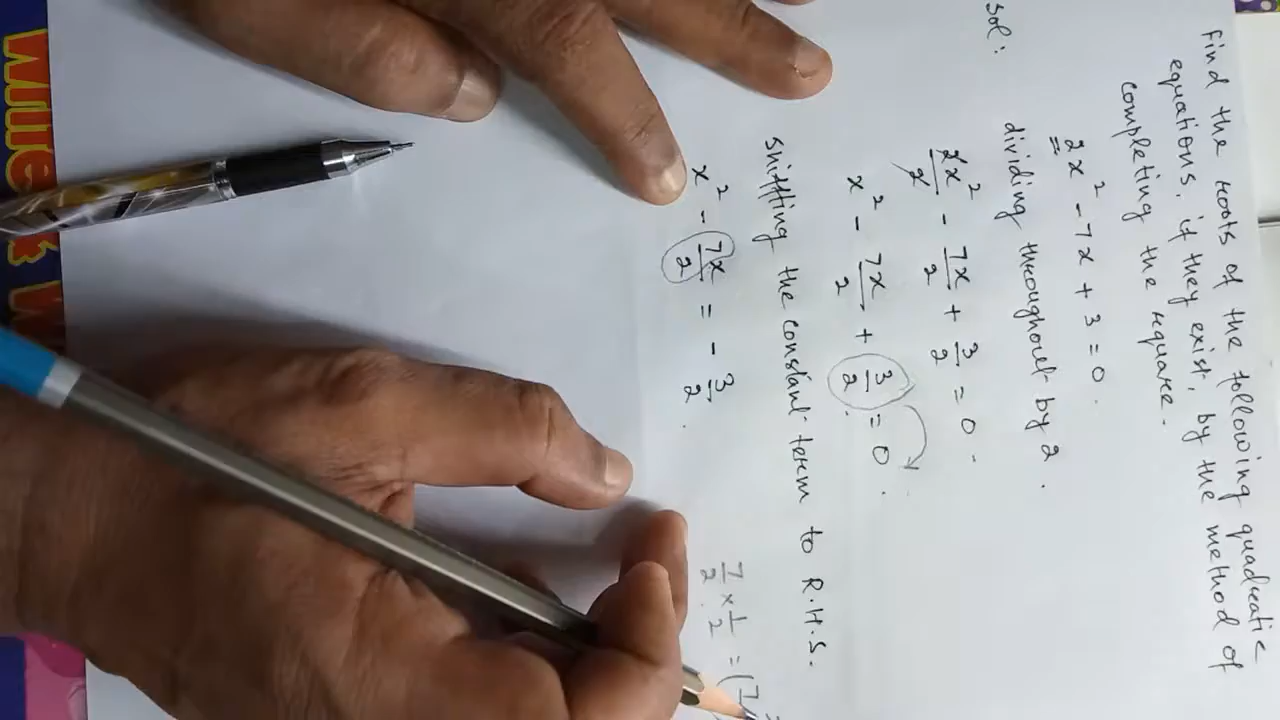 Find the roots of the following quadratic
equations, if they exist, by the method of
completing the square.
2x² - 7x + 3 = 0.
sol:
dividing throughout by 2.
2x²/2 - 7x/2 + 3/2 = 0.
x² - 7x/2 + 3/2 = 0.
shifting the constant term to R.H.S.
x² - 7x/2 = - 3/2.
7/2 × 1/2 = (7